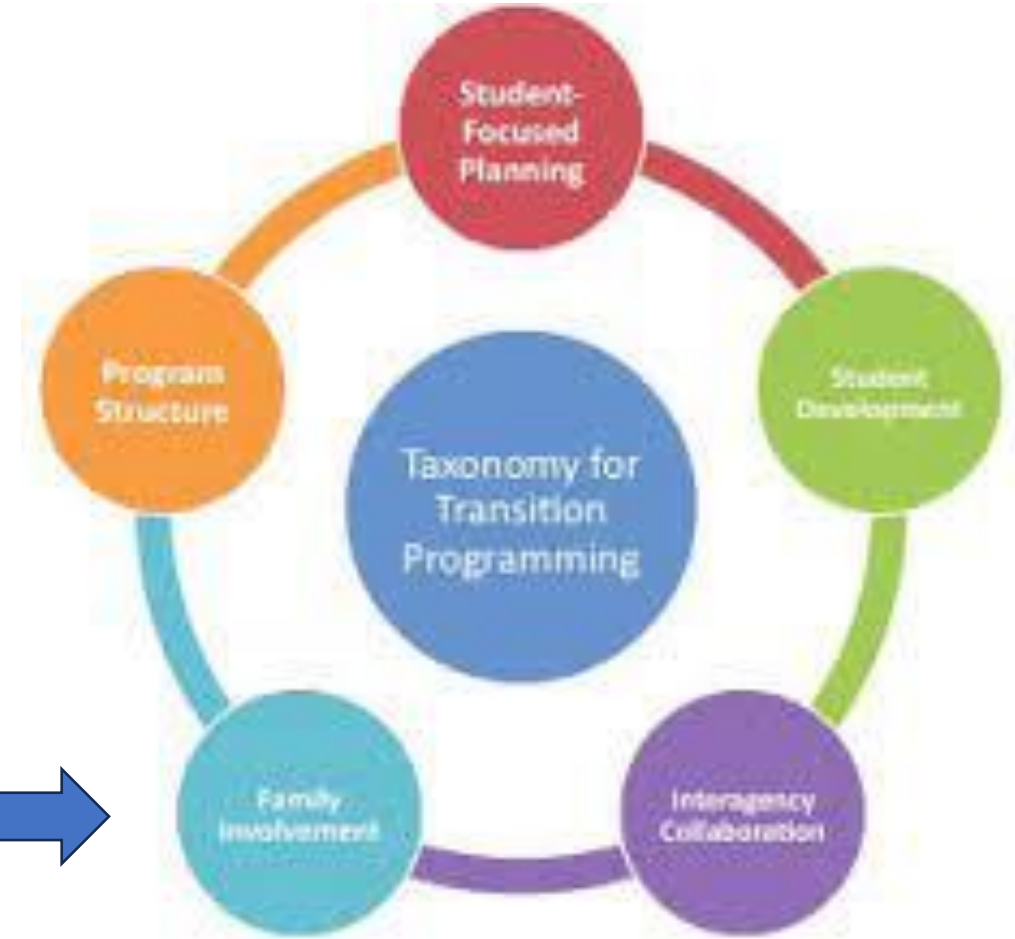 Student-
Focused
Planning
Program
Structure
Student
Development
Taxonomy for
Transition
Programming
Family
Involvement
Interagency
Collaboration